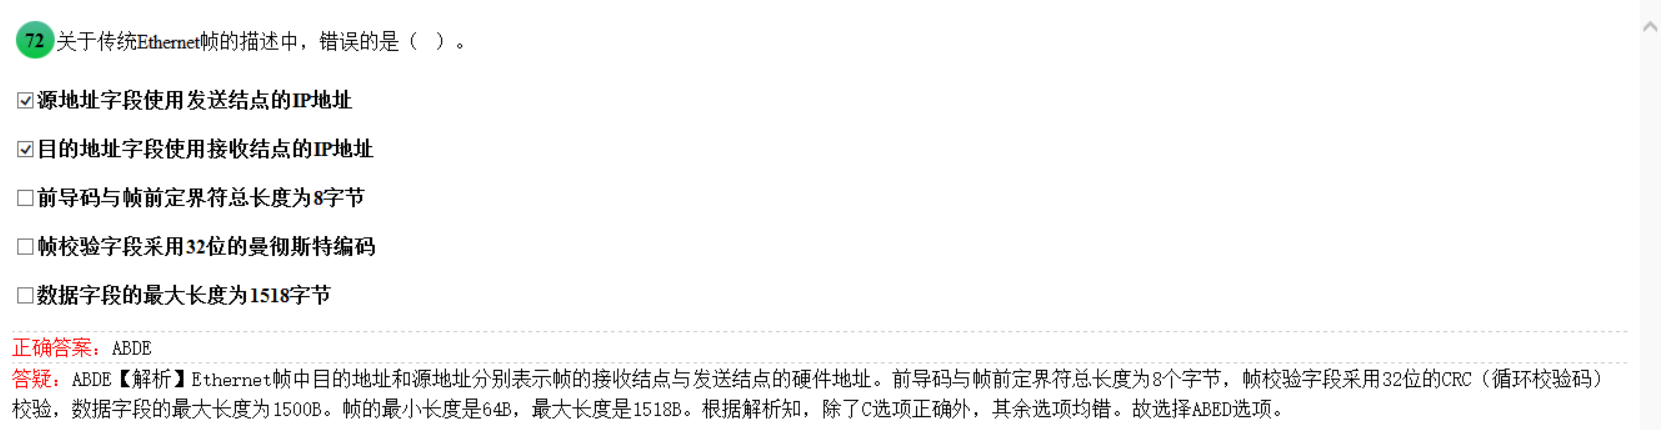 72 关于传统Ethernet帧的描述中，错误的是（ ）。
源地址字段使用发送结点的IP地址
目的地址字段使用接收结点的IP地址
前导码与帧前定界符总长度为8字节
帧校验字段采用32位的曼彻斯特编码
数据字段的最大长度为1518字节
正确答案：ABDE
答疑：ABDE【解析】Ethernet帧中目的地址和源地址分别表示帧的接收结点与发送结点的硬件地址。前导码与帧前定界符总长度为8个字节，帧校验字段采用32位的CRC（循环校验码）
校验，数据字段的最大长度为1500B。帧的最小长度是64B，最大长度是1518B。根据解析知，除了C选项正确外，其余选项均错。故选择ABED选项。